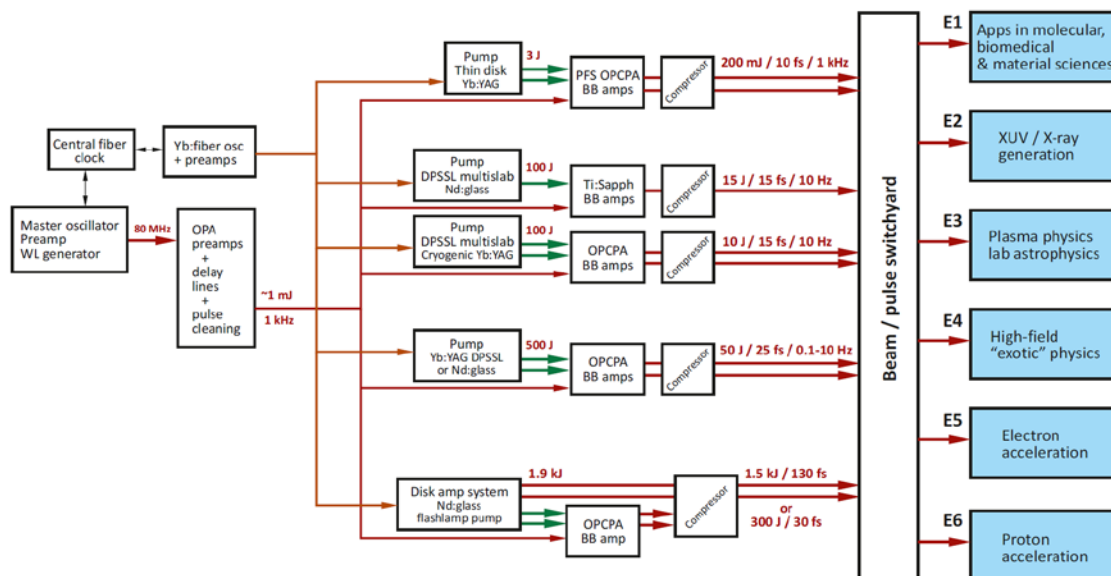 Central fiber
clock
Yb:fiber osc
+ preamps
Master oscillator
Preamp
WL generator
80 MHz
OPA
preamps
+
delay
lines
+
pulse
cleaning
~1 mJ
1 kHz
Pump
Thin disk
Yb:YAG
3 J
PFS OPCPA
BB amps
Compressor
200 mJ / 10 fs / 1 kHz
Pump
DPSSL multislab
Nd:glass
100 J
Ti:Sapph
BB amps
Compressor
15 J / 15 fs / 10 Hz
Pump
DPSSL multislab
Cryogenic Yb:YAG
100 J
OPCPA
BB amps
Compressor
10 J / 15 fs / 10 Hz
Pump
Yb:YAG DPSSL
or Nd:glass
500 J
OPCPA
BB amps
Compressor
50 J / 25 fs / 0.1-10 Hz
Disk amp system
Nd:glass
flashlamp pump
1.9 kJ
OPCPA
BB amp
Compressor
1.5 kJ / 130 fs
or
300 J / 30 fs
Beam / pulse switchyard
E1
Apps in molecular,
biomedical
& material sciences
E2
XUV / X-ray
generation
E3
Plasma physics
lab astrophysics
E4
High-field
“exotic” physics
E5
Electron
acceleration
E6
Proton
acceleration